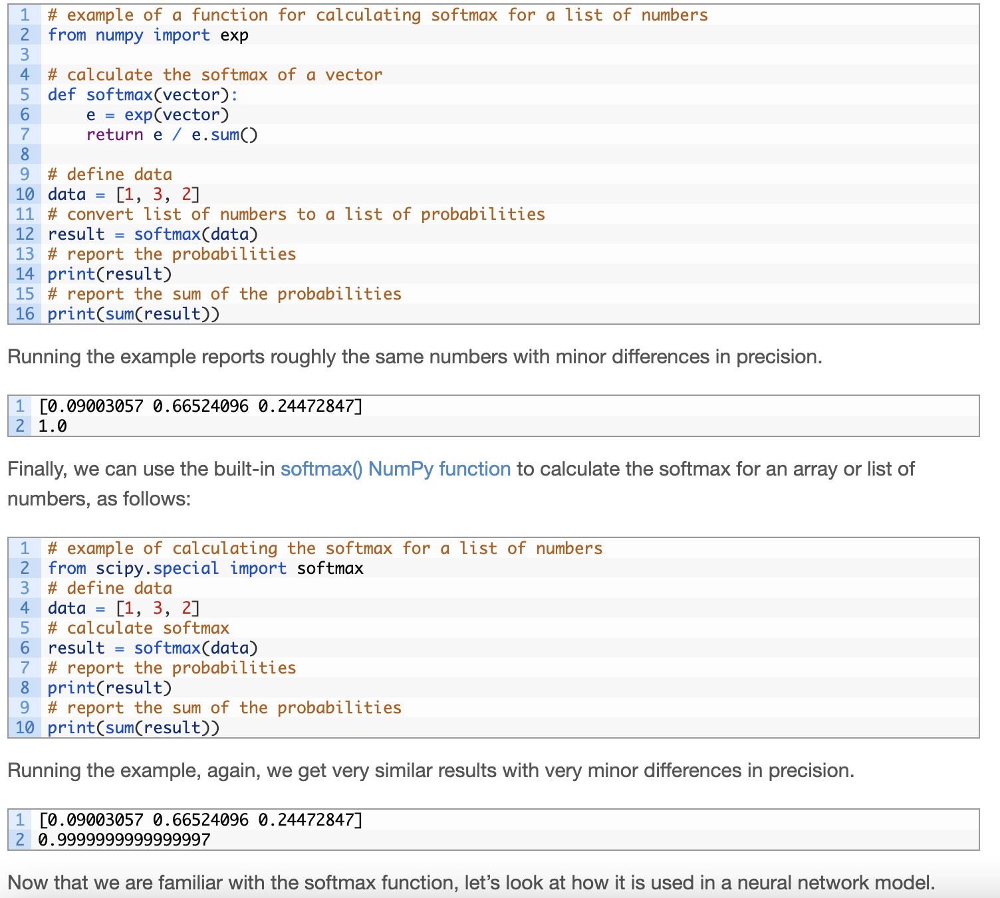 1 # example of a function for calculating softmax for a list of numbers
2 from numpy import exp
3
4 # calculate the softmax of a vector
5 def softmax(vector):
6     e = exp(vector)
7     return e / e.sum()
8
9 # define data
10 data = [1, 3, 2]
11 # convert list of numbers to a list of probabilities
12 result = softmax(data)
13 # report the probabilities
14 print(result)
15 # report the sum of the probabilities
16 print(sum(result))
Running the example reports roughly the same numbers with minor differences in precision.
1 [0.09003057 0.66524096 0.24472847]
2 1.0
Finally, we can use the built-in softmax() NumPy function to calculate the softmax for an array or list of
numbers, as follows:
1 # example of calculating the softmax for a list of numbers
2 from scipy.special import softmax
3 # define data
4 data = [1, 3, 2]
5 # calculate softmax
6 result = softmax(data)
7 # report the probabilities
8 print(result)
9 # report the sum of the probabilities
10 print(sum(result))
Running the example, again, we get very similar results with very minor differences in precision.
1 [0.09003057 0.66524096 0.24472847]
2 0.9999999999999997
Now that we are familiar with the softmax function, let’s look at how it is used in a neural network model.